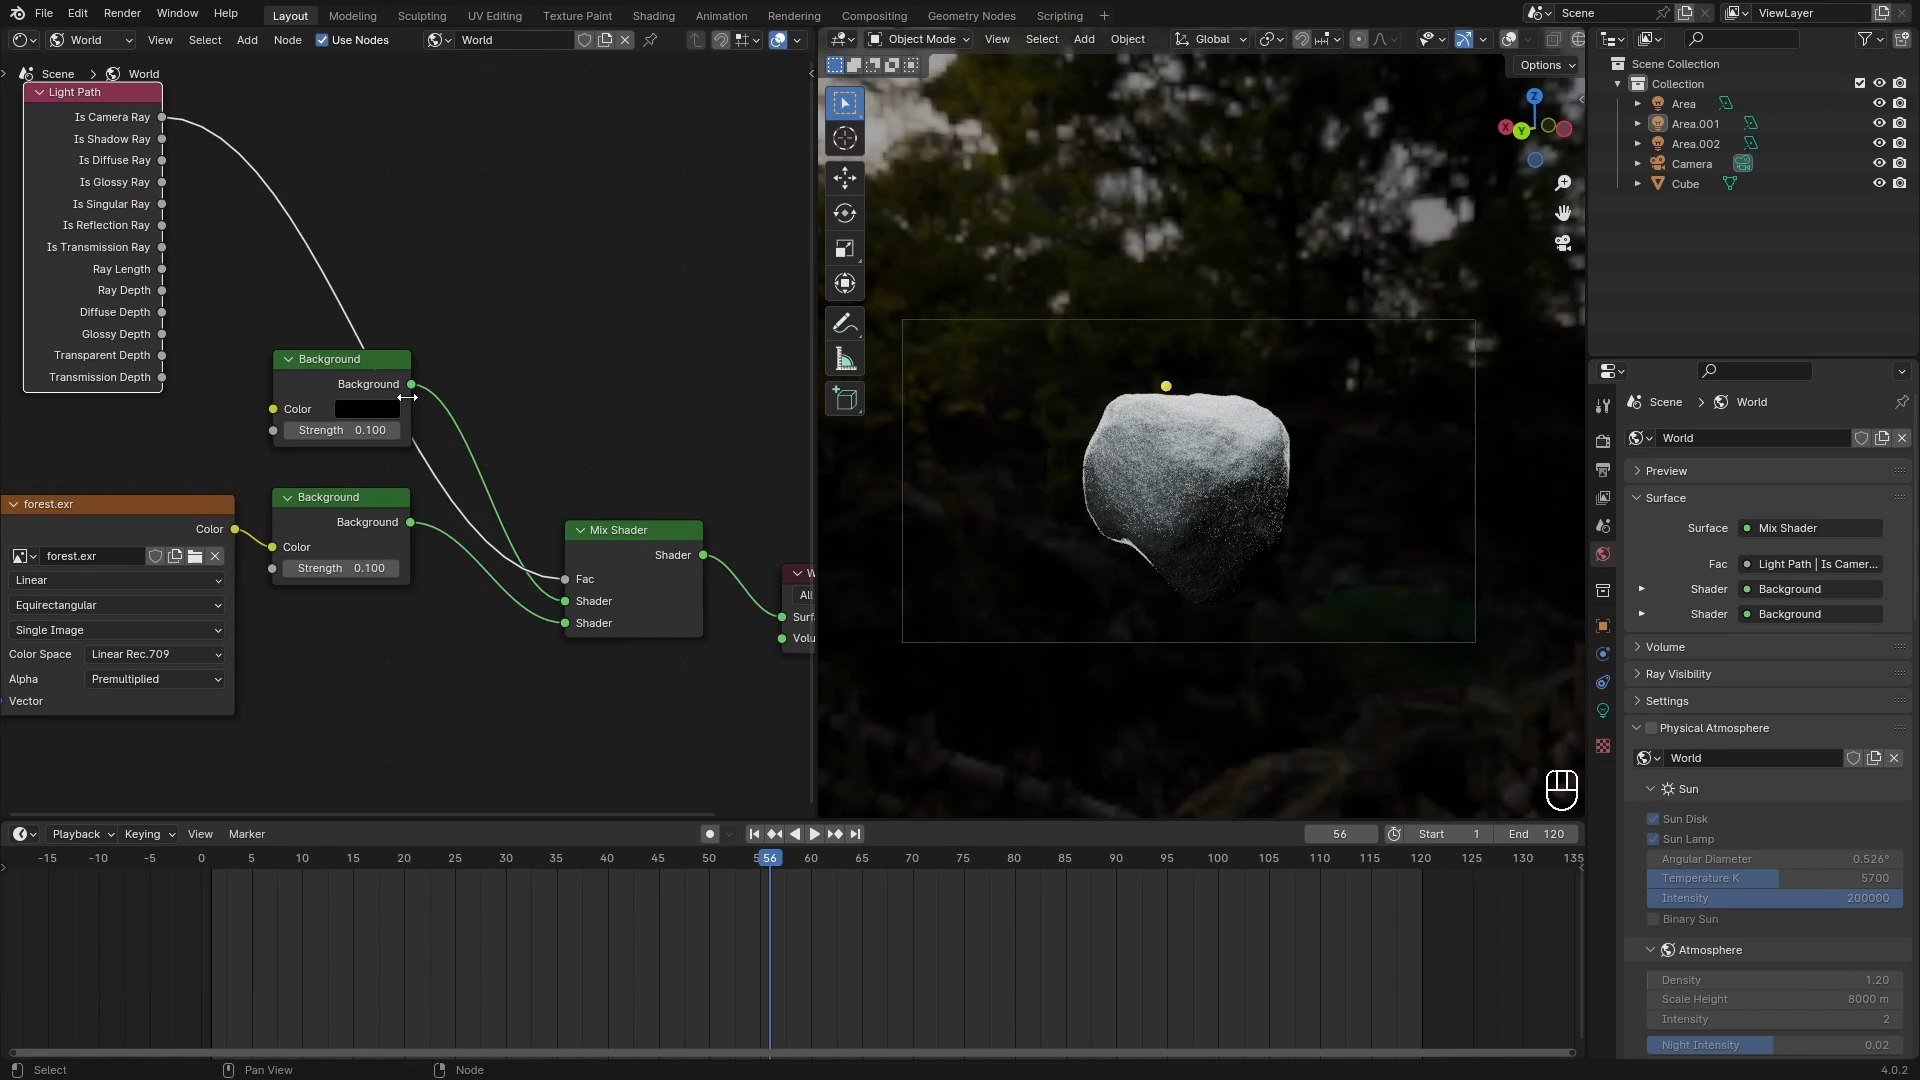 File Edit Render Window Help
Layout Modeling Sculpting UV Editing Texture Paint Shading Animation Rendering Compositing Geometry Nodes Scripting +
Scene
ViewLayer
World View Select Add Node Use Nodes World
Object Mode View Select Add Object Global
Options
Scene > World
Light Path
Is Camera Ray
Is Shadow Ray
Is Diffuse Ray
Is Glossy Ray
Is Singular Ray
Is Reflection Ray
Is Transmission Ray
Ray Length
Ray Depth
Diffuse Depth
Glossy Depth
Transparent Depth
Transmission Depth
Background
Background
Color
Strength 0.100
Background
Background
Color
Strength 0.100
forest.exr
Color
forest.exr
Linear
Equirectangular
Single Image
Color Space Linear Rec.709
Alpha Premultiplied
Vector
Mix Shader
Shader
Fac
Shader
Shader
W
All
Surf
Volu
Z
X
Y
Scene Collection
Collection
Area
Area.001
Area.002
Camera
Cube
Scene > World
World
Preview
Surface
Surface Mix Shader
Fac Light Path | Is Camer...
Shader Background
Shader Background
Volume
Ray Visibility
Settings
Physical Atmosphere
World
Sun
Sun Disk
Sun Lamp
Angular Diameter 0.526°
Temperature K 5700
Intensity 200000
Binary Sun
Atmosphere
Density 1.20
Scale Height 8000 m
Intensity 2
Night Intensity 0.02
Playback Keying View Marker
56 Start 1 End 120
-15 -10 -5 0 5 10 15 20 25 30 35 40 45 50 5 56 60 65 70 75 80 85 90 95 100 105 110 115 120 125 130 135
Select Pan View Node 4.0.2